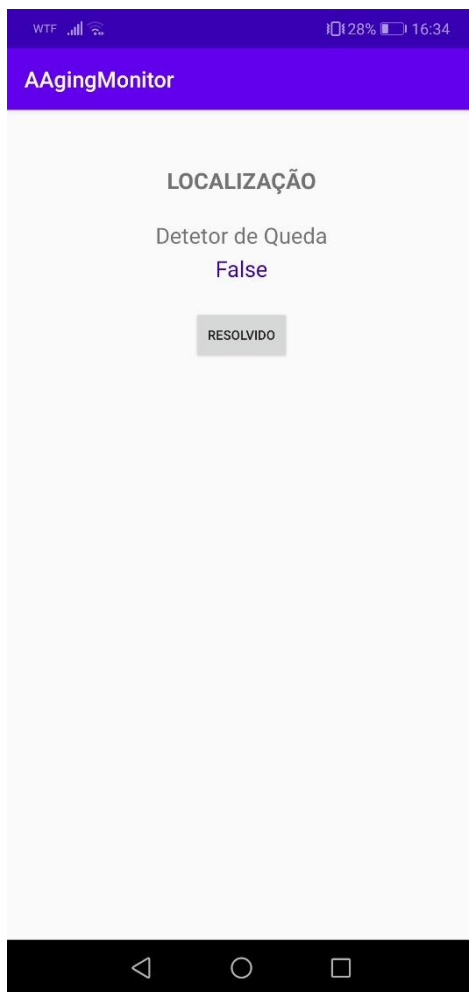 WTF 28% 16:34
AAgingMonitor
LOCALIZAÇÃO
Detetor de Queda
False
RESOLVIDO